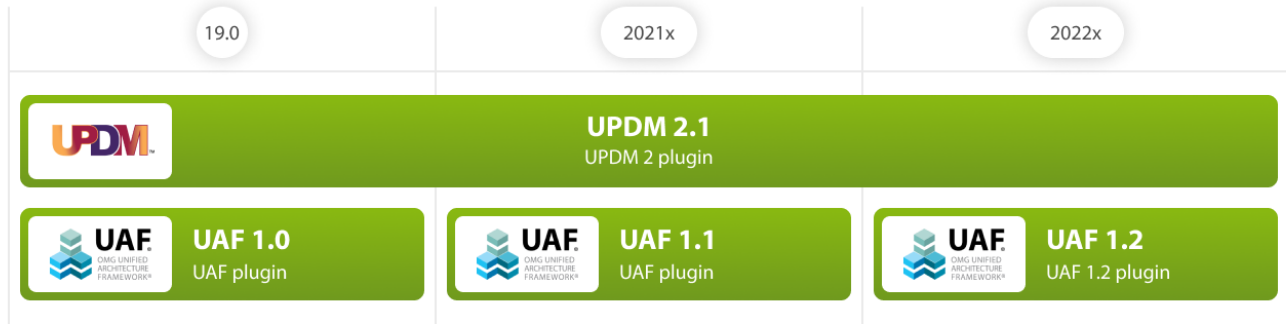 19.0
2021x
2022x
UPDM™
UPDM 2.1
UPDM 2 plugin
UAF®
OMG UNIFIED
ARCHITECTURE
FRAMEWORK®
UAF 1.0
UAF plugin
UAF®
OMG UNIFIED
ARCHITECTURE
FRAMEWORK®
UAF 1.1
UAF plugin
UAF®
OMG UNIFIED
ARCHITECTURE
FRAMEWORK®
UAF 1.2
UAF 1.2 plugin